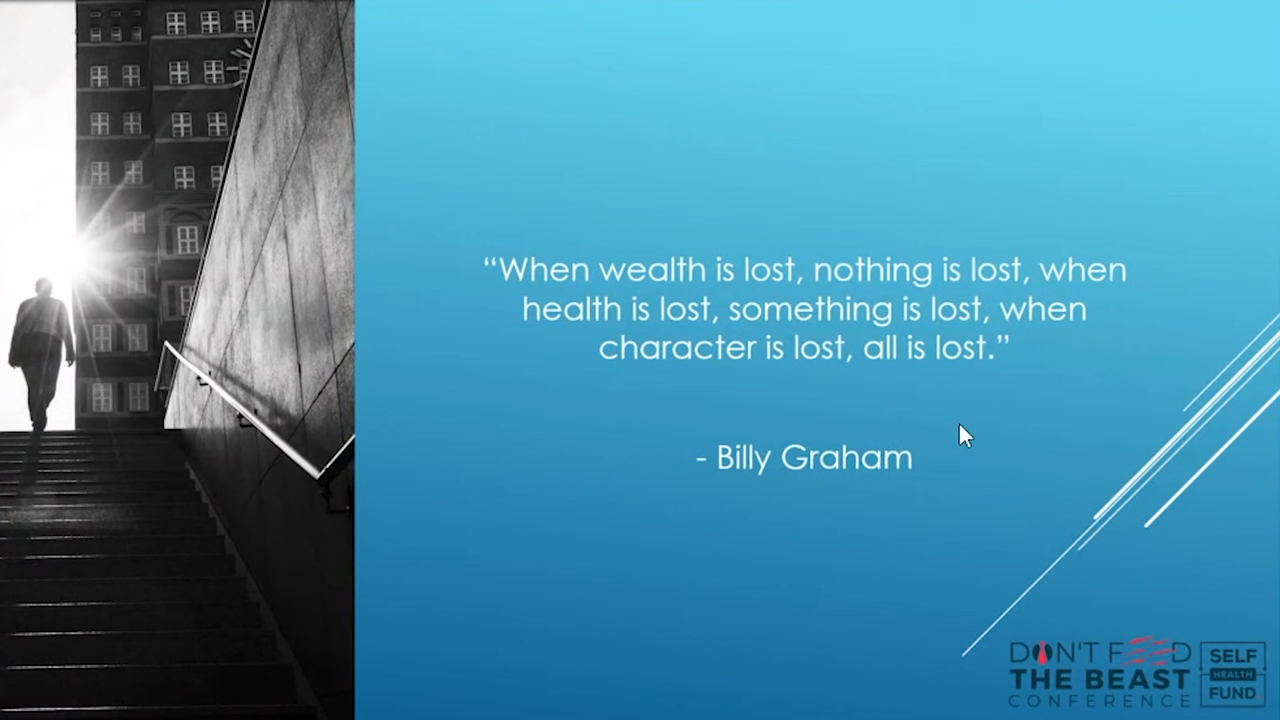 “When wealth is lost, nothing is lost, when
health is lost, something is lost, when
character is lost, all is lost.”
- Billy Graham
DON'T FEED
THE BEAST
CONFERENCE
SELF
HEALTH
FUND